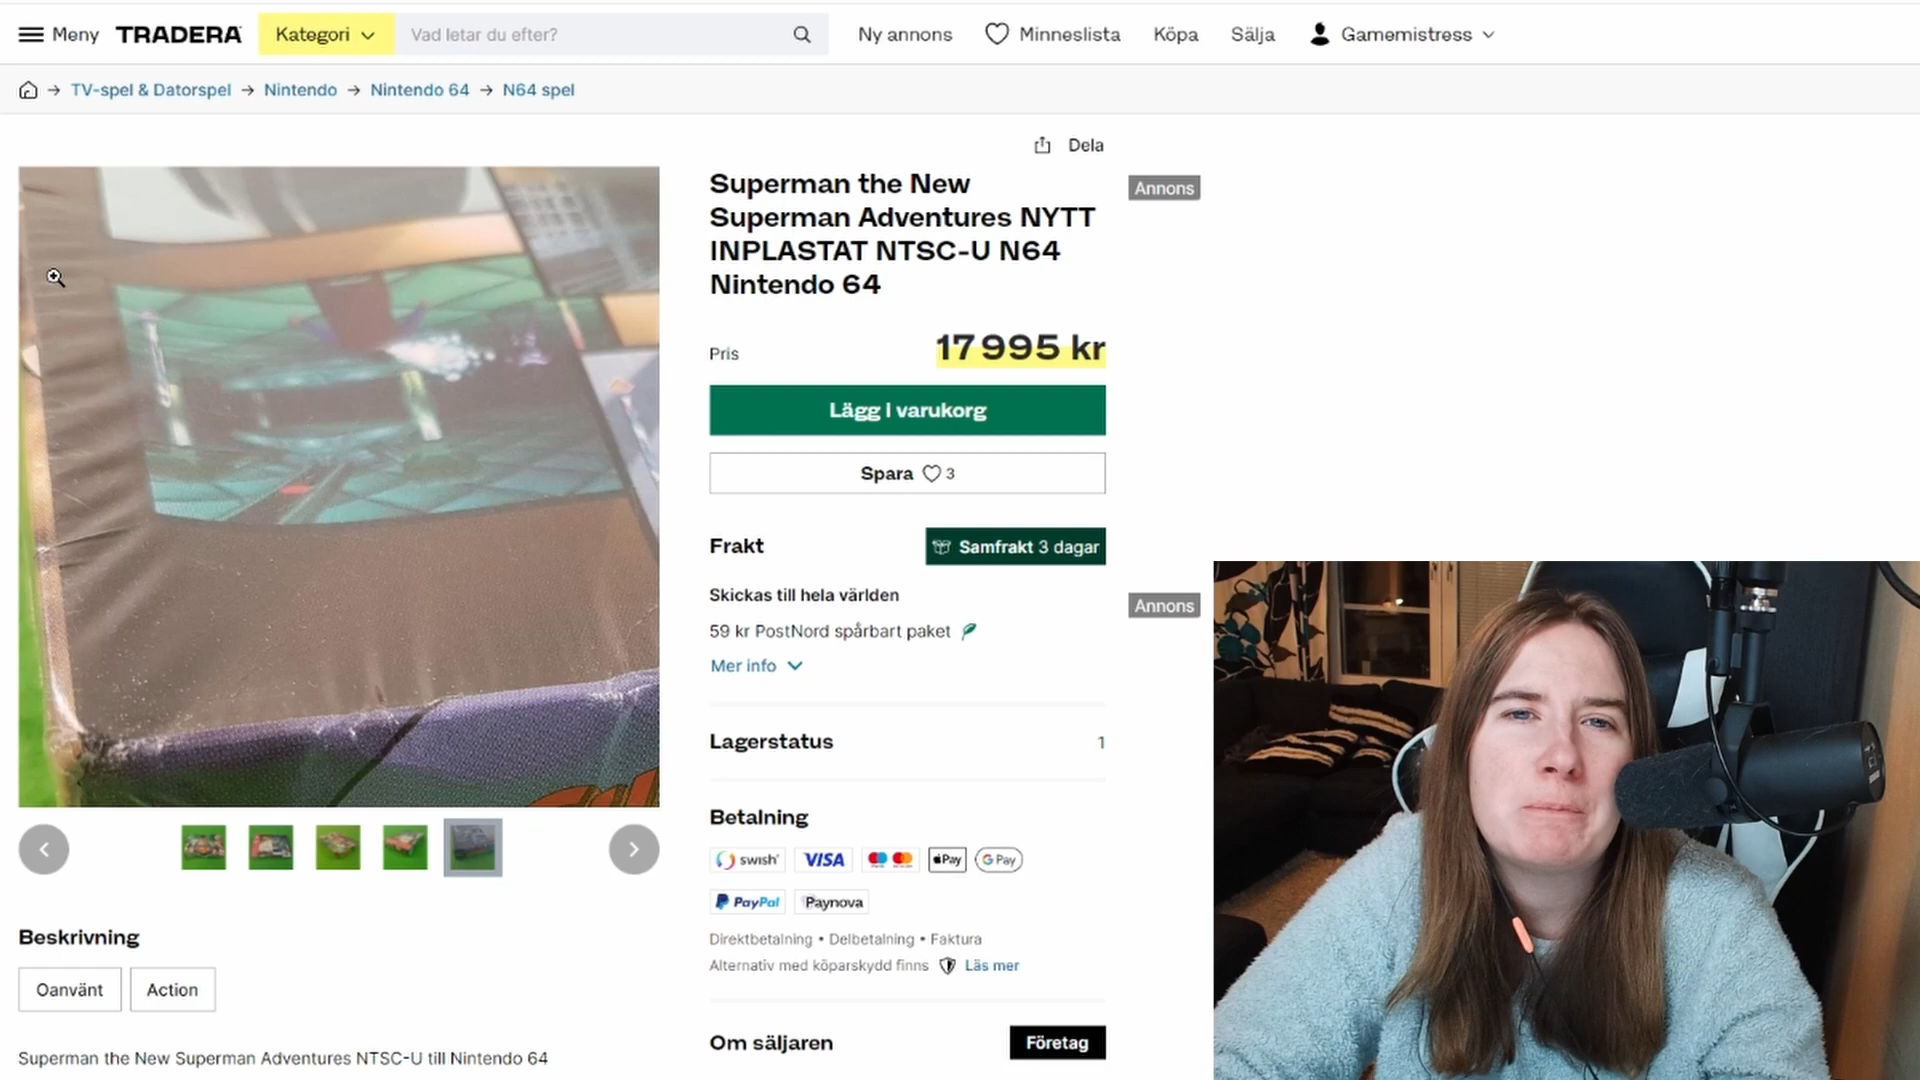 Meny
TRADERA
Kategori
Vad letar du efter?
Ny annons
Minneslista
Köpa
Sälja
Gamemistress
TV-spel & Datorspel → Nintendo → Nintendo 64 → N64 spel
Dela
Superman the New
Superman Adventures NYTT
INPLASTAT NTSC-U N64
Nintendo 64
Annons
Pris
17 995 kr
Lägg i varukorg
Spara 3
Frakt
Samfrakt 3 dagar
Skickas till hela världen
59 kr PostNord spårbart paket
Mer info
Annons
Lagerstatus
1
Betalning
swish
VISA
Pay
G Pay
PayPal
Paynova
Direktbetalning • Delbetalning • Faktura
Alternativ med köparskydd finns
Läs mer
Om säljaren
Företag
Beskrivning
Oanvänt
Action
Superman the New Superman Adventures NTSC-U till Nintendo 64